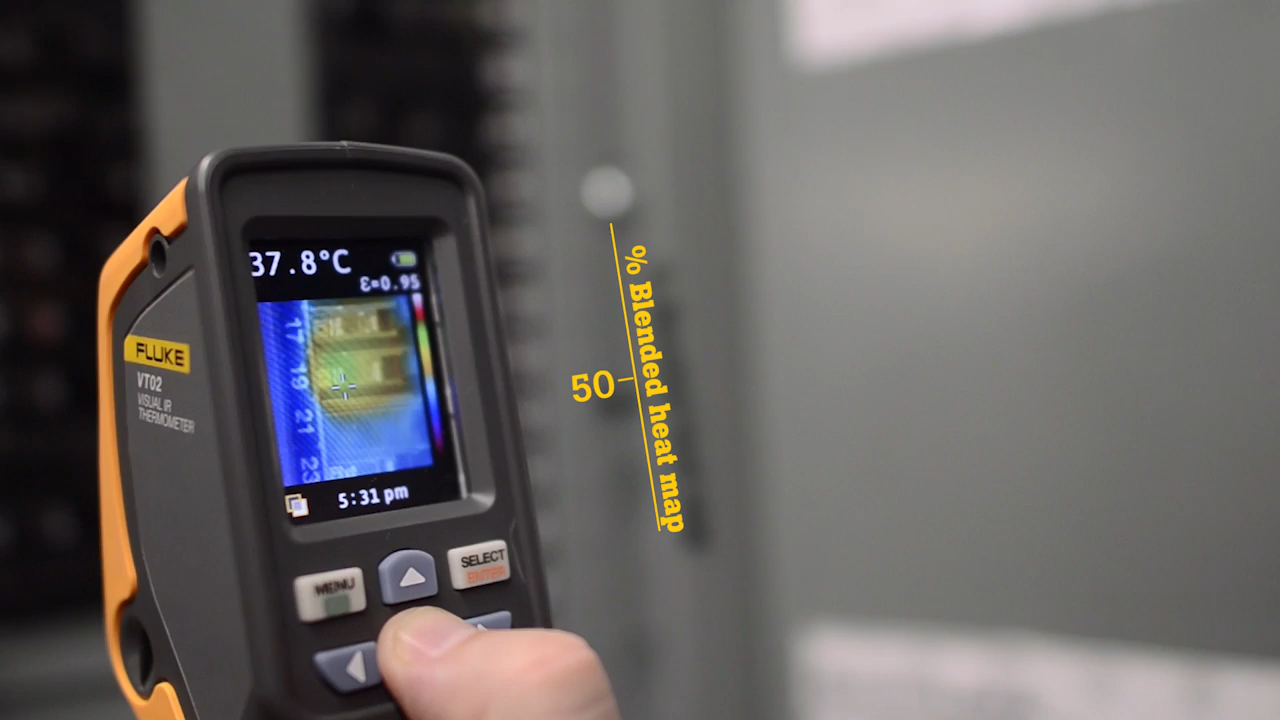 37.8°C
ε=0.95
17
19
21
23
5:31 pm
FLUKE
VT02
VISUAL IR
THERMOMETER
MENU
SELECT
ENTER
% Blended heat map
50